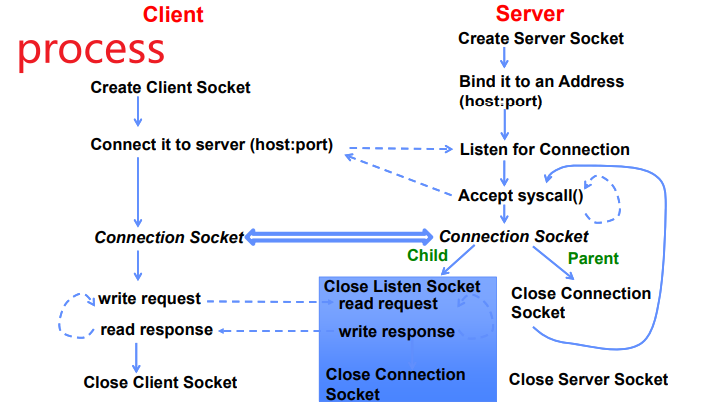 Client
Server
process
Create Server Socket
Create Client Socket
Bind it to an Address
(host:port)
Connect it to server (host:port)
Listen for Connection
Accept syscall()
Connection Socket
Connection Socket
Child
Parent
Close Listen Socket
write request
read request
Close Connection
Socket
read response
write response
Close Client Socket
Close Connection
Socket
Close Server Socket